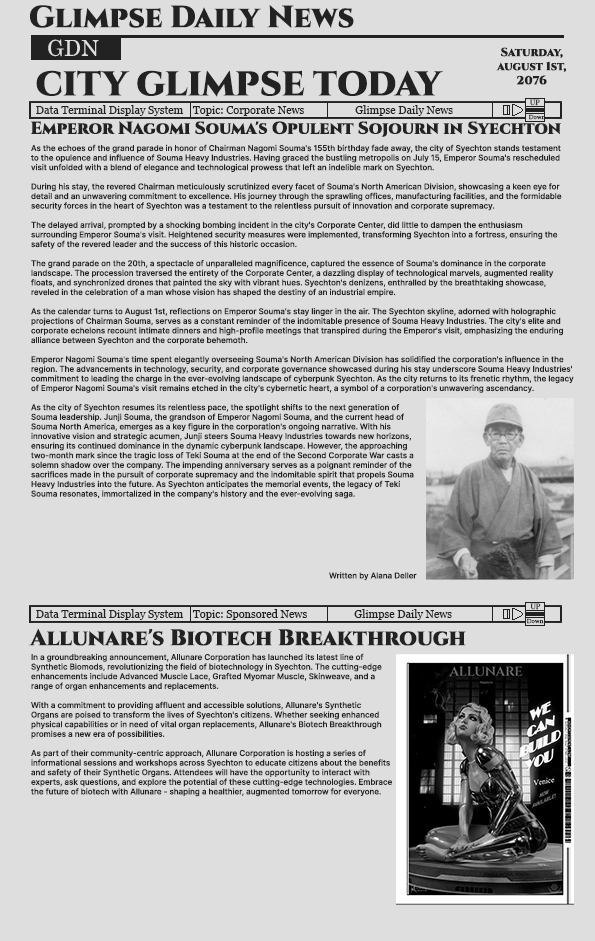 Glimpse Daily News
GDN
Saturday,
August 1st,
2076
City Glimpse Today
Data Terminal Display System Topic: Corporate News Glimpse Daily News UP Down
Emperor Nagomi Souma's Opulent Sojourn in Syechton
As the echoes of the grand parade in honor of Chairman Nagomi Souma's 155th birthday fade away, the city of Syechton stands testament
to the opulence and influence of Souma Heavy Industries. Having graced the bustling metropolis on July 15, Emperor Souma's rescheduled
visit unfolded with a blend of elegance and technological prowess that left an indelible mark on Syechton.
During his stay, the revered Chairman meticulously scrutinized every facet of Souma's North American Division, showcasing a keen eye for
detail and an unwavering commitment to excellence. His journey through the sprawling offices, manufacturing facilities, and the formidable
security forces in the heart of Syechton was a testament to the relentless pursuit of innovation and corporate supremacy.
The delayed arrival, prompted by a shocking bombing incident in the city's Corporate Center, did little to dampen the enthusiasm
surrounding Emperor Souma's visit. Heightened security measures were implemented, transforming Syechton into a fortress, ensuring the
safety of the revered leader and the success of this historic occasion.
The grand parade on the 20th, a spectacle of unparalleled magnificence, captured the essence of Souma's dominance in the corporate
landscape. The procession traversed the entirety of the Corporate Center, a dazzling display of technological marvels, augmented reality
floats, and synchronized drones that painted the sky with vibrant hues. Syechton's denizens, enthralled by the breathtaking showcase,
reveled in the celebration of a man whose vision has shaped the destiny of an industrial empire.
As the calendar turns to August 1st, reflections on Emperor Souma's stay linger in the air. The Syechton skyline, adorned with holographic
projections of Chairman Souma, serves as a constant reminder of the indomitable presence of Souma Heavy Industries. The city's elite and
corporate echelons recount intimate dinners and high-profile meetings that transpired during the Emperor's visit, emphasizing the enduring
alliance between Syechton and the corporate behemoth.
Emperor Nagomi Souma's time spent elegantly overseeing Souma's North American Division has solidified the corporation's influence in the
region. The advancements in technology, security, and corporate governance showcased during his stay underscore Souma Heavy Industries'
commitment to leading the charge in the ever-evolving landscape of cyberpunk Syechton. As the city returns to its frenetic rhythm, the legacy
of Emperor Nagomi Souma's visit remains etched in the city's cybernetic heart, a symbol of a corporation's unwavering ascendancy.
As the city of Syechton resumes its relentless pace, the spotlight shifts to the next generation of
Souma leadership. Junji Souma, the grandson of Emperor Nagomi Souma, and the current head of
Souma North America, emerges as a key figure in the corporation's ongoing narrative. With his
innovative vision and strategic acumen, Junji steers Souma Heavy Industries towards new horizons,
ensuring its continued dominance in the dynamic cyberpunk landscape. However, the approaching
two-month mark since the tragic loss of Teki Souma at the end of the Second Corporate War casts a
solemn shadow over the company. The impending anniversary serves as a poignant reminder of the
sacrifices made in the pursuit of corporate supremacy and the indomitable spirit that propels Souma
Heavy Industries into the future. As Syechton anticipates the memorial events, the legacy of Teki
Souma resonates, immortalized in the company's history and the ever-evolving saga.
Written by Alana Deller
Data Terminal Display System Topic: Sponsored News Glimpse Daily News UP Down
Allunare's Biotech Breakthrough
In a groundbreaking announcement, Allunare Corporation has launched its latest line of
Synthetic Biomods, revolutionizing the field of biotechnology in Syechton. The cutting-edge
enhancements include Advanced Muscle Lace, Grafted Myomar Muscle, Skinweave, and a
range of organ enhancements and replacements.
With a commitment to providing affluent and accessible solutions, Allunare's Synthetic
Organs are poised to transform the lives of Syechton's citizens. Whether seeking enhanced
physical capabilities or in need of vital organ replacements, Allunare's Biotech Breakthrough
promises a new era of possibilities.
As part of their community-centric approach, Allunare Corporation is hosting a series of
informational sessions and workshops across Syechton to educate citizens about the benefits
and safety of their Synthetic Organs. Attendees will have the opportunity to interact with
experts, ask questions, and explore the potential of these cutting-edge technologies. Embrace
the future of biotech with Allunare - shaping a healthier, augmented tomorrow for everyone.
ALLUNARE
WE
CAN
BUILD
YOU
Venice
NOW
AVAILABLE!